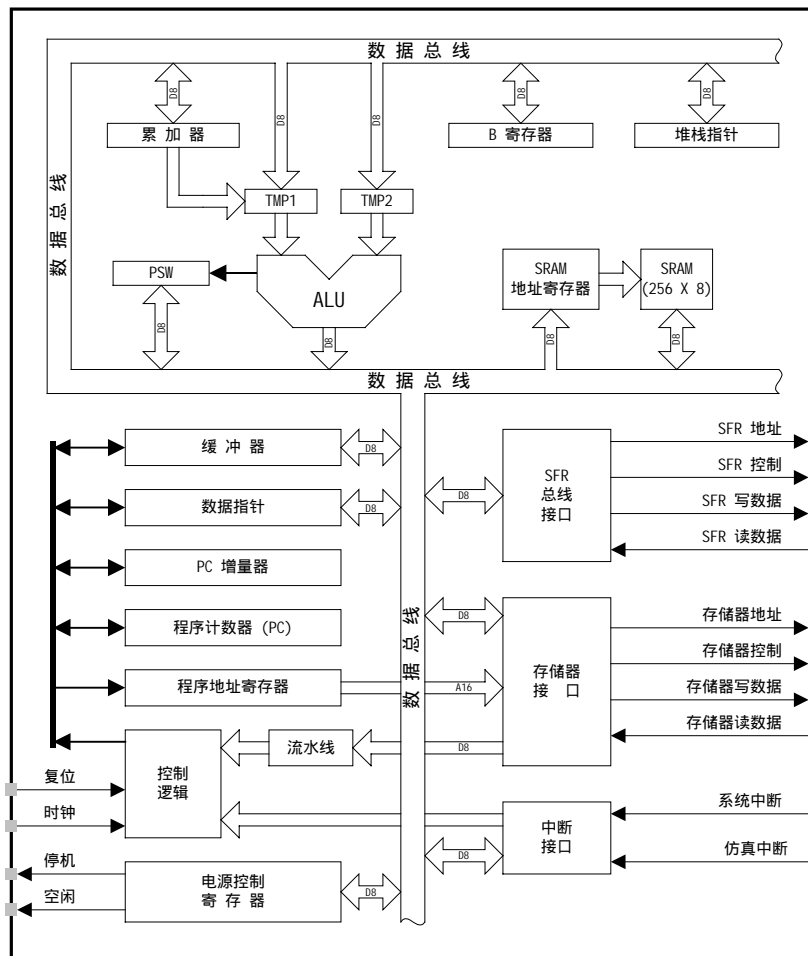 数 据 总 线
D8
D8
D8
D8
D8
累 加 器
B 寄存器
堆栈指针
数 据 总 线
TMP1
TMP2
PSW
ALU
SRAM
地址寄存器
SRAM
(256 X 8)
D8
D8
D8
D8
数 据 总 线
缓 冲 器
D8
数据指针
D8
PC 增量器
程序计数器 (PC)
程序地址寄存器
数 据 总 线
D8
SFR
总线
接口
SFR 地址
SFR 控制
SFR 写数据
SFR 读数据
D8
A16
存储器
接 口
存储器地址
存储器控制
存储器写数据
存储器读数据
控制
逻辑
流水线
D8
复位
时钟
中断
接口
D8
系统中断
仿真中断
停机
空闲
电源控制
寄 存 器
D8